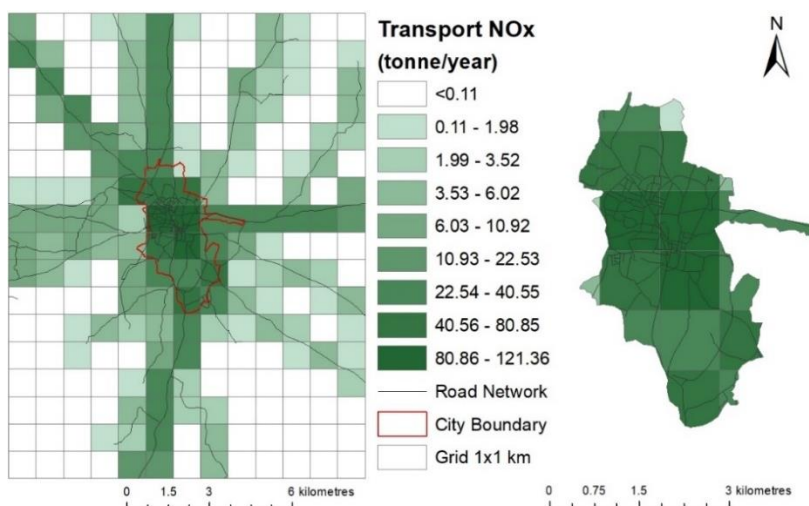 Transport NOx
(tonne/year)
<0.11
0.11 - 1.98
1.99 - 3.52
3.53 - 6.02
6.03 - 10.92
10.93 - 22.53
22.54 - 40.55
40.56 - 80.85
80.86 - 121.36
Road Network
City Boundary
Grid 1x1 km
N
0 1.5 3 6 kilometres
0 0.75 1.5 3 kilometres